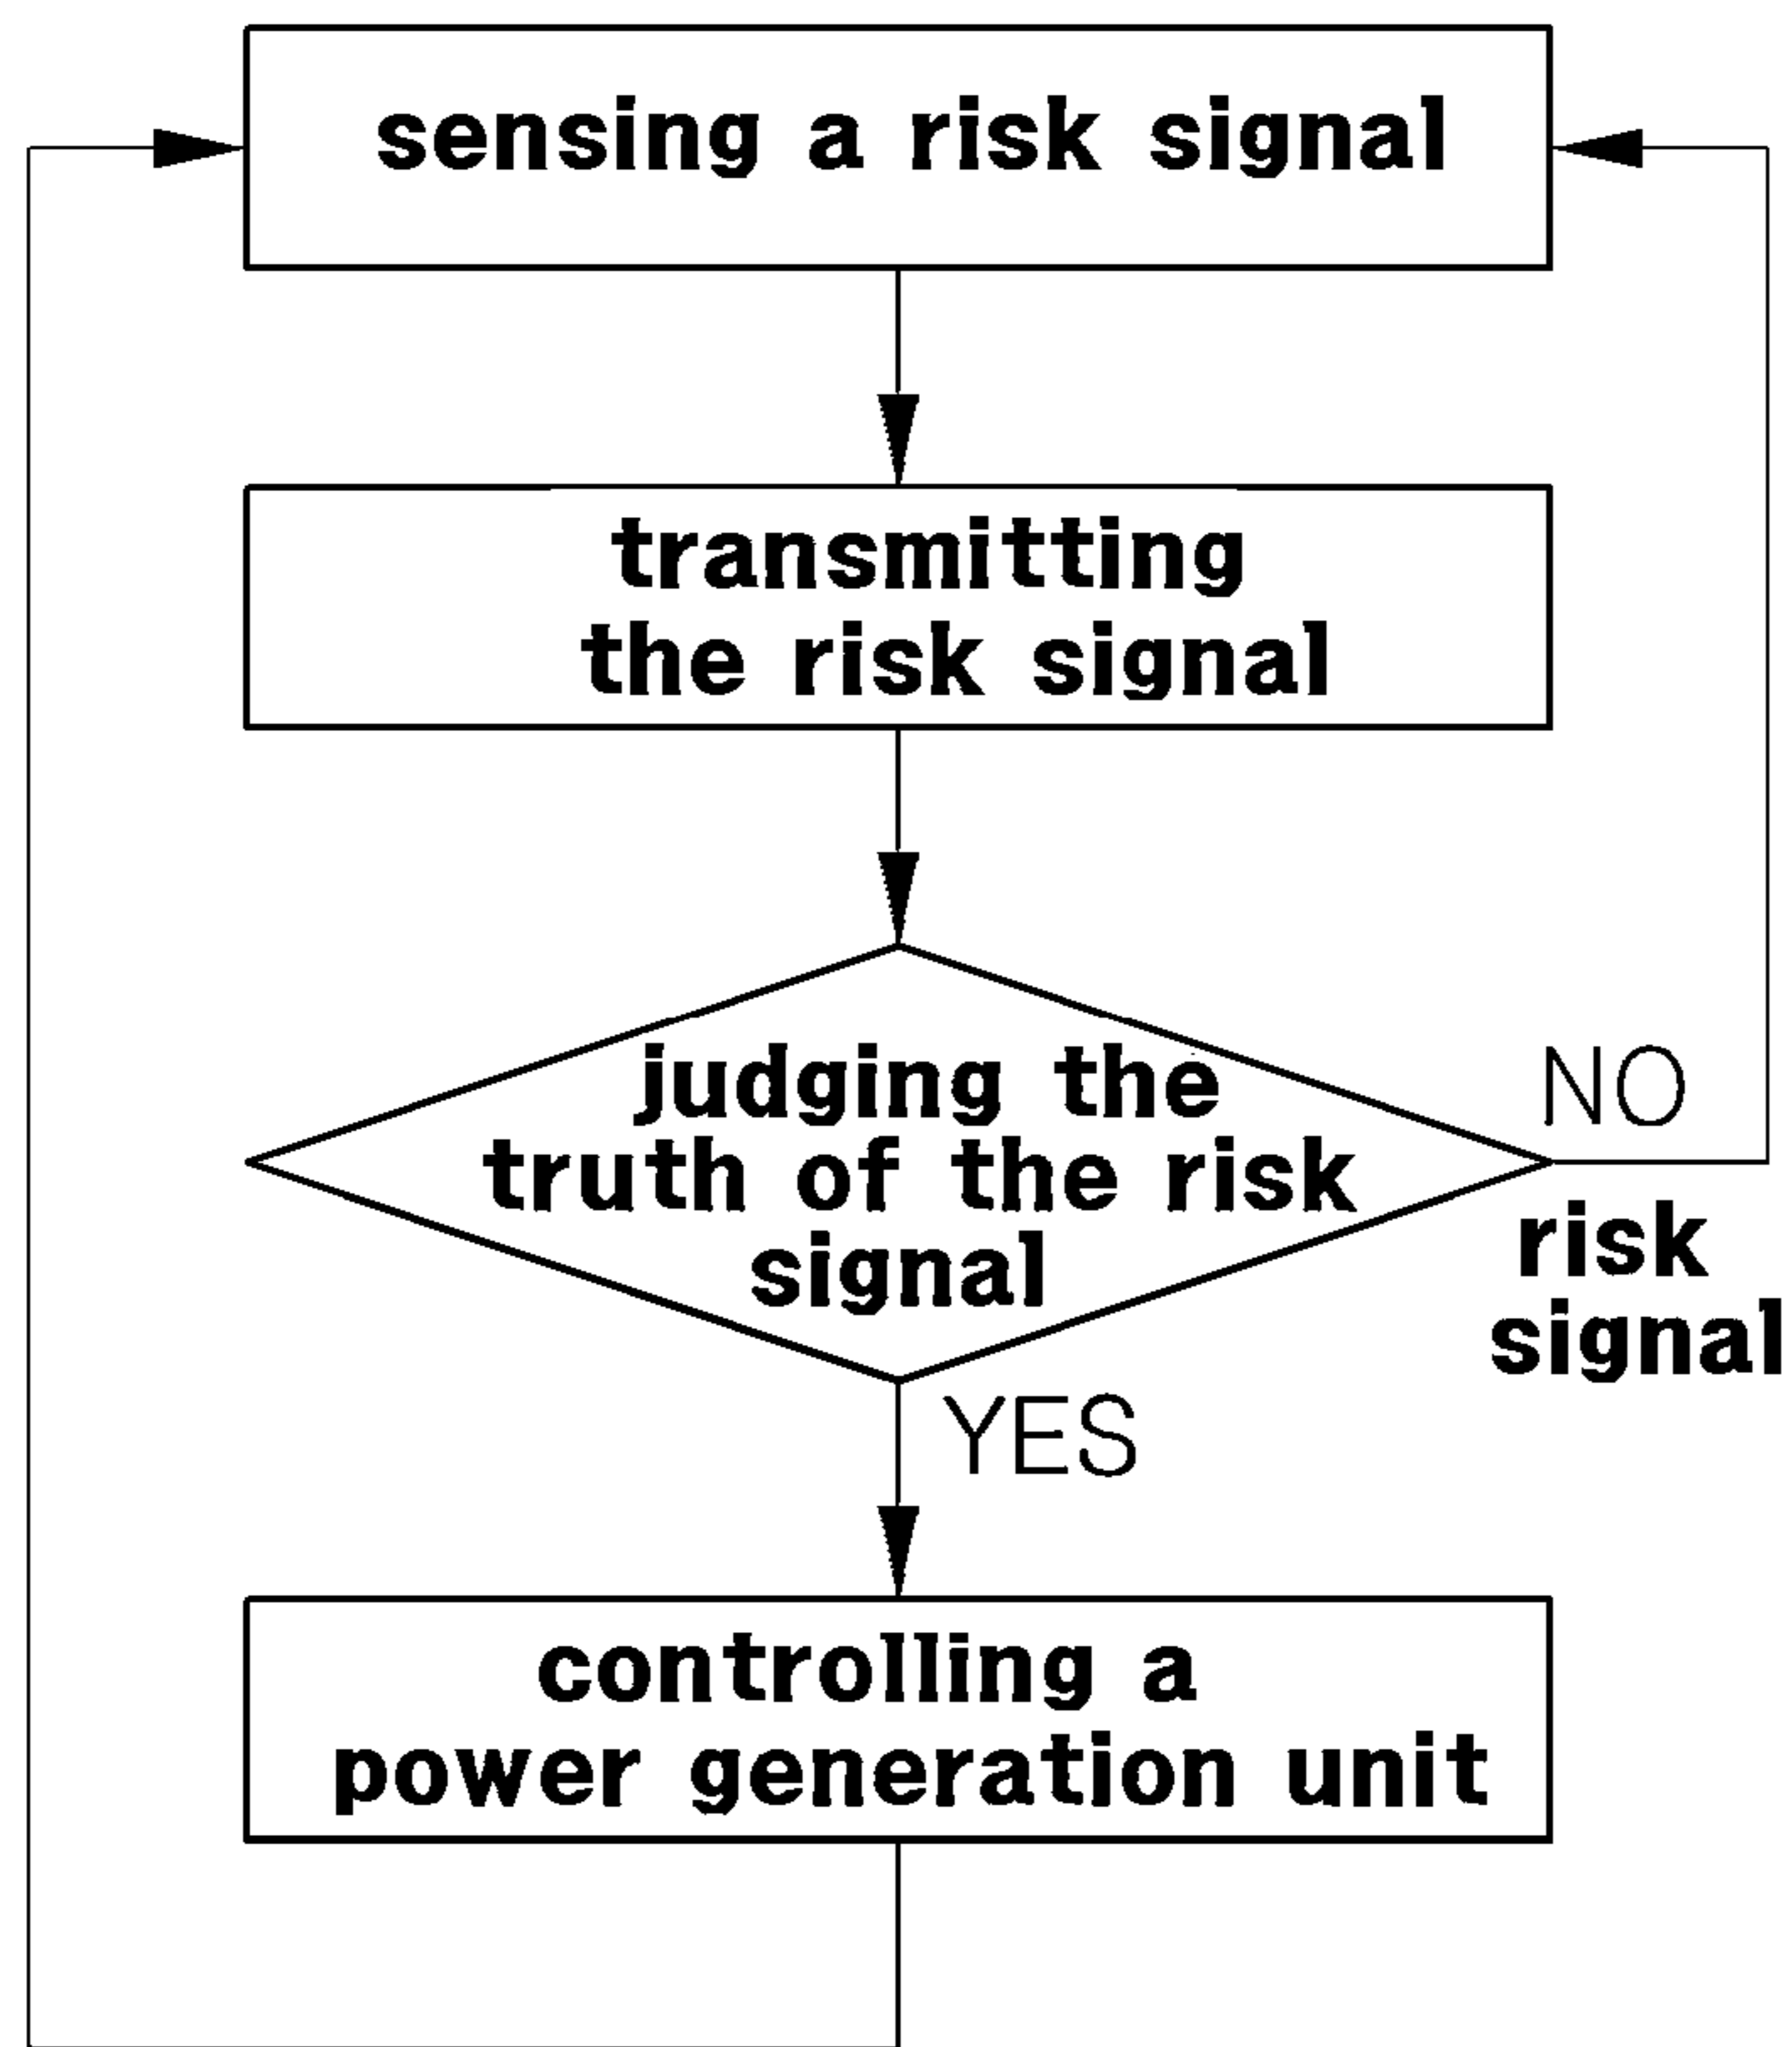 sensing a risk signal
transmitting
the risk signal
judging the
truth of the risk
signal
NO
risk
signal
YES
controlling a
power generation unit